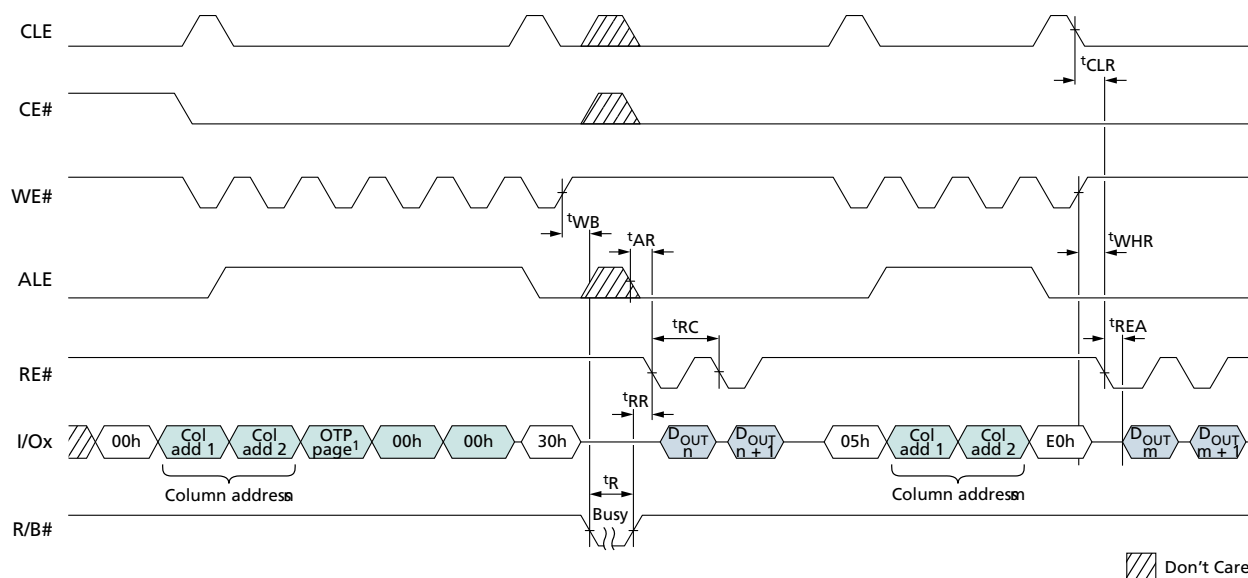 CLE
tCLR
CE#
WE#
tWB
tAR
tWHR
ALE
tRC
tREA
RE#
tRR
I/Ox
00h
Col add 1
Col add 2
OTP page1
00h
00h
30h
DOUT n
DOUT n + 1
05h
Col add 1
Col add 2
E0h
DOUT m
DOUT m + 1
Column address n
tR
Column address m
R/B#
Busy
Don't Care